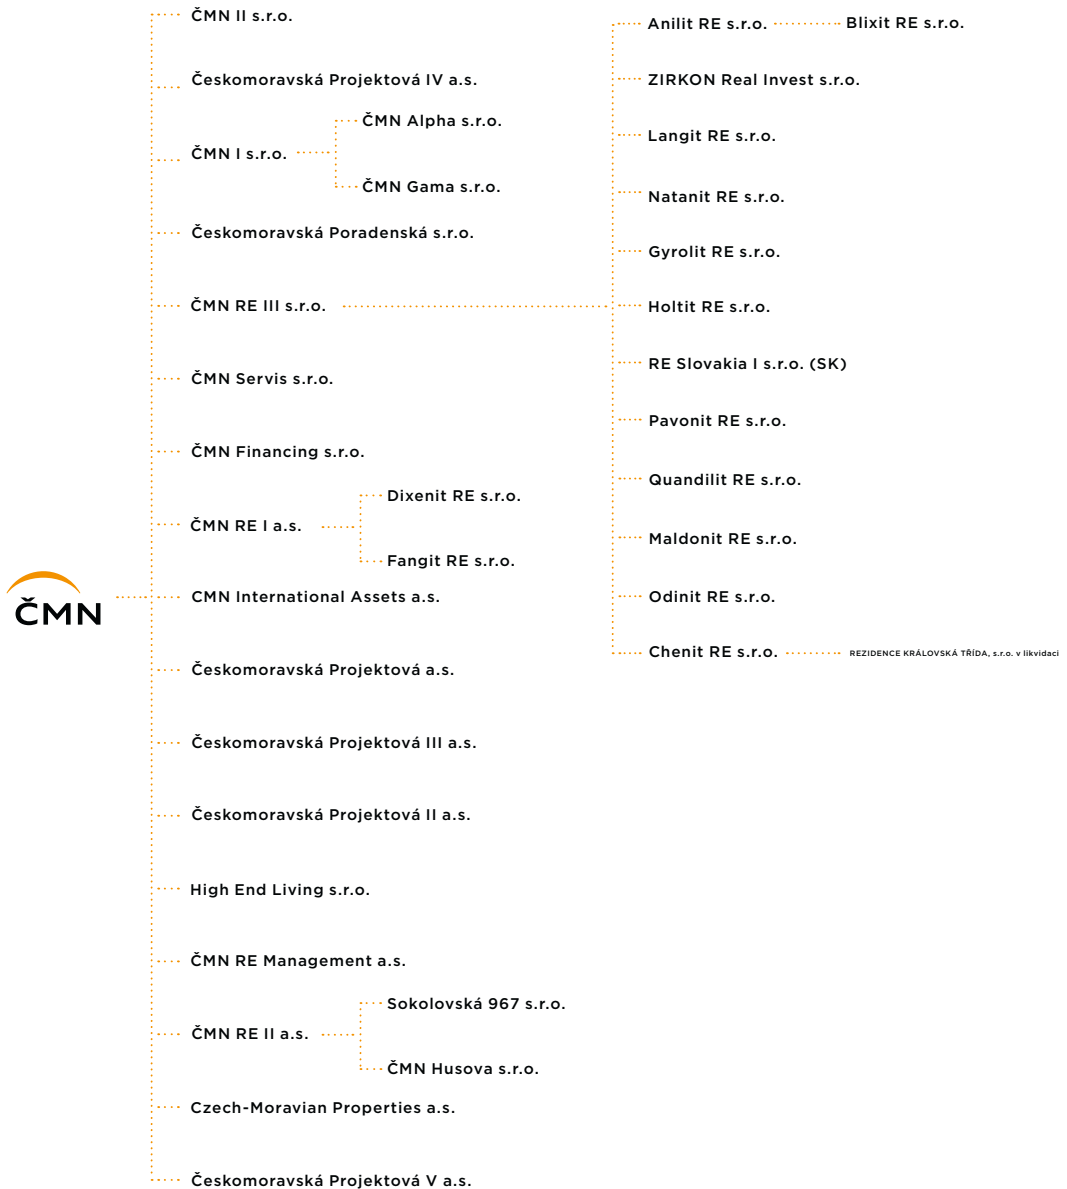 ČMN
ČMN II s.r.o.
Českomoravská Projektová IV a.s.
ČMN I s.r.o.
ČMN Alpha s.r.o.
ČMN Gama s.r.o.
Českomoravská Poradenská s.r.o.
ČMN RE III s.r.o.
Anilit RE s.r.o.
Blixit RE s.r.o.
ZIRKON Real Invest s.r.o.
Langit RE s.r.o.
Natanit RE s.r.o.
Gyrolit RE s.r.o.
Holtit RE s.r.o.
RE Slovakia I s.r.o. (SK)
Pavonit RE s.r.o.
Quandilit RE s.r.o.
Maldonit RE s.r.o.
Odinit RE s.r.o.
Chenit RE s.r.o.
REZIDENCE KRÁLOVSKÁ TŘÍDA, s.r.o. v likvidaci
ČMN Servis s.r.o.
ČMN Financing s.r.o.
ČMN RE I a.s.
Dixenit RE s.r.o.
Fangit RE s.r.o.
CMN International Assets a.s.
Českomoravská Projektová a.s.
Českomoravská Projektová III a.s.
Českomoravská Projektová II a.s.
High End Living s.r.o.
ČMN RE Management a.s.
ČMN RE II a.s.
Sokolovská 967 s.r.o.
ČMN Husova s.r.o.
Czech-Moravian Properties a.s.
Českomoravská Projektová V a.s.